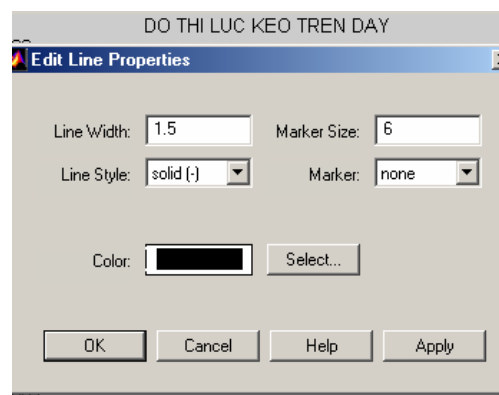 DO THI LUC KEO TREN DAY
Edit Line Properties
Line Width: 1.5 Marker Size: 6
Line Style: solid (-) Marker: none
Color: Select...
OK Cancel Help Apply